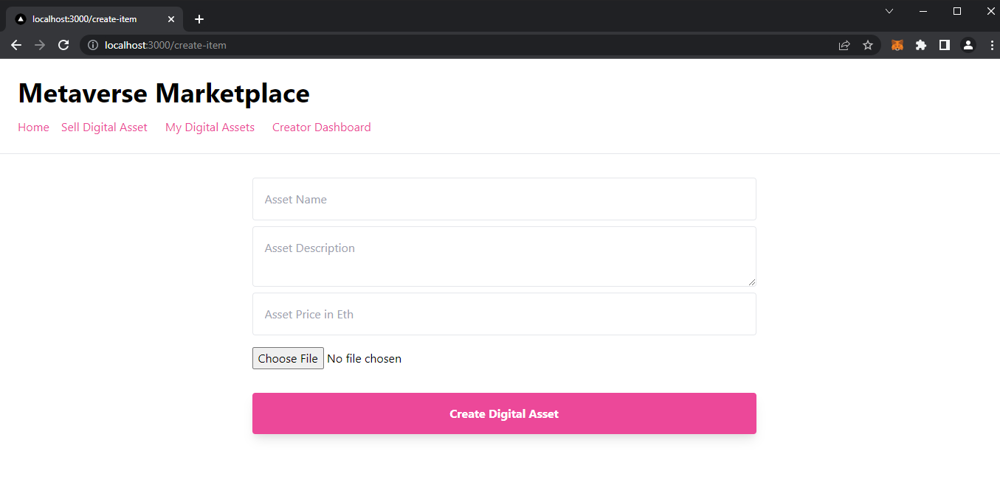 localhost:3000/create-item
localhost:3000/create-item
Metaverse Marketplace
Home Sell Digital Asset My Digital Assets Creator Dashboard
Asset Name
Asset Description
Asset Price in Eth
Choose File No file chosen
Create Digital Asset